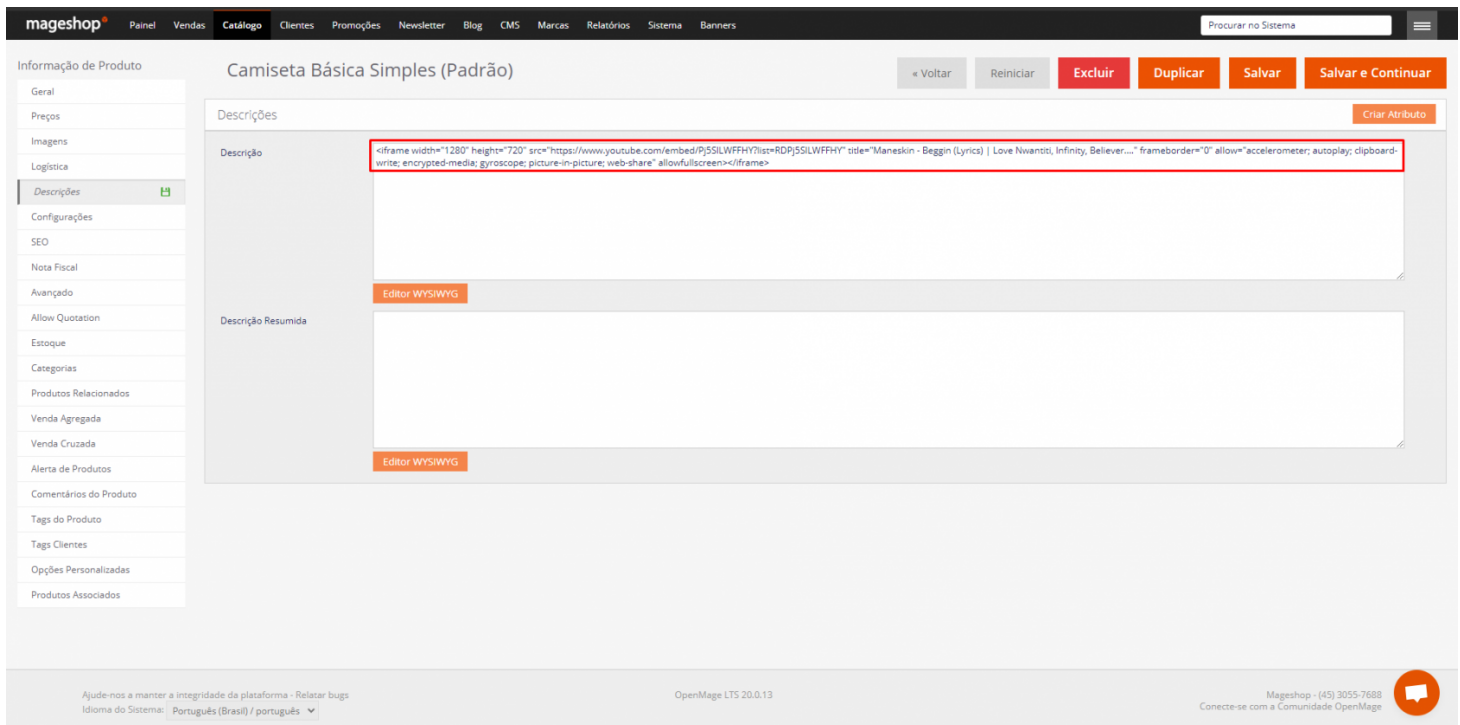 mageshop
Painel Vendas Catálogo Clientes Promoções Newsletter Blog CMS Marcas Relatórios Sistema Banners
Procurar no Sistema
Informação de Produto
Geral
Preços
Imagens
Logística
Descrições
Configurações
SEO
Nota Fiscal
Avançado
Allow Quotation
Estoque
Categorias
Produtos Relacionados
Venda Agregada
Venda Cruzada
Alerta de Produtos
Comentários do Produto
Tags do Produto
Tags Clientes
Opções Personalizadas
Produtos Associados
Camiseta Básica Simples (Padrão)
« Voltar Reiniciar Excluir Duplicar Salvar Salvar e Continuar
Descrições
Criar Atributo
Descrição
<iframe width="1280" height="720" src="https://www.youtube.com/embed/Pj5SILWFFHY?list=RDPj5SILWFFHY" title="Maneskin - Beggin (Lyrics) | Love Nwantiti, Infinity, Believer...." frameborder="0" allow="accelerometer; autoplay; clipboard-
write; encrypted-media; gyroscope; picture-in-picture; web-share" allowfullscreen></iframe>
Editor WYSIWYG
Descrição Resumida
Editor WYSIWYG
Ajude-nos a manter a integridade da plataforma - Relatar bugs
Idioma do Sistema: Português (Brasil) / português
OpenMage LTS 20.0.13
Mageshop - (45) 3055-7688
Conecte-se com a Comunidade OpenMage